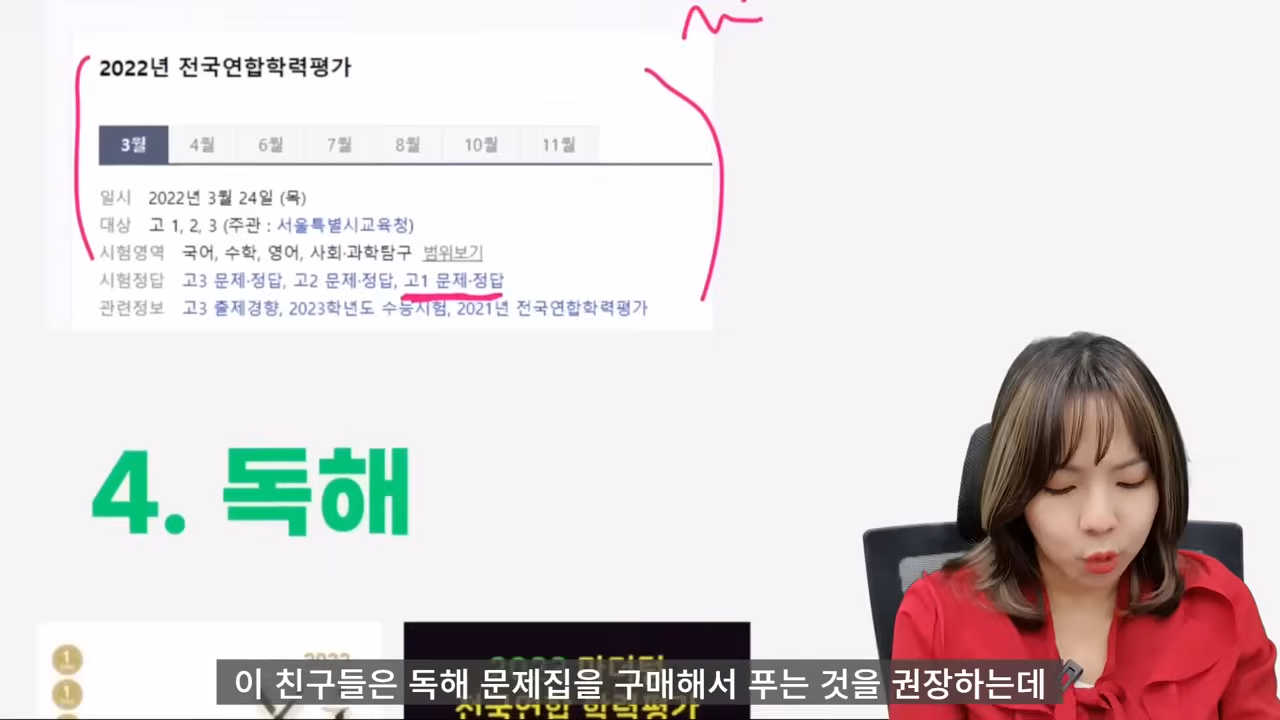 2022년 전국연합학력평가
3월 4월 6월 7월 8월 10월 11월
일시 2022년 3월 24일 (목)
대상 고 1, 2, 3 (주관 : 서울특별시교육청)
시험영역 국어, 수학, 영어, 사회·과학탐구 범위보기
시험정답 고3 문제·정답, 고2 문제·정답, 고1 문제·정답
관련정보 고3 출제경향, 2023학년도 수능시험, 2021년 전국연합학력평가
4. 독해
전국연합 학력평가
이 친구들은 독해 문제집을 구매해서 푸는 것을 권장하는데